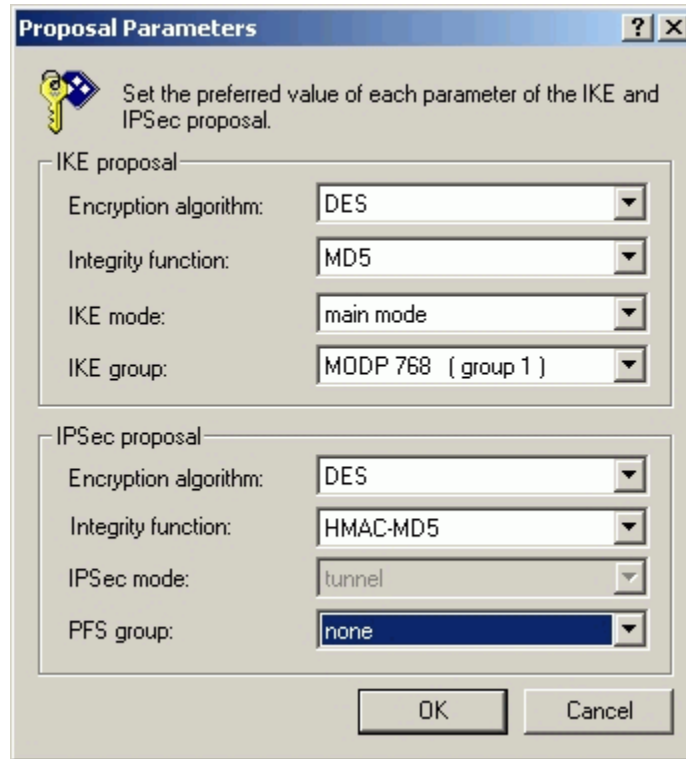 Proposal Parameters
Set the preferred value of each parameter of the IKE and
IPSec proposal.
IKE proposal
Encryption algorithm: DES
Integrity function: MD5
IKE mode: main mode
IKE group: MODP 768 ( group 1 )
IPSec proposal
Encryption algorithm: DES
Integrity function: HMAC-MD5
IPSec mode: tunnel
PFS group: none
OK Cancel